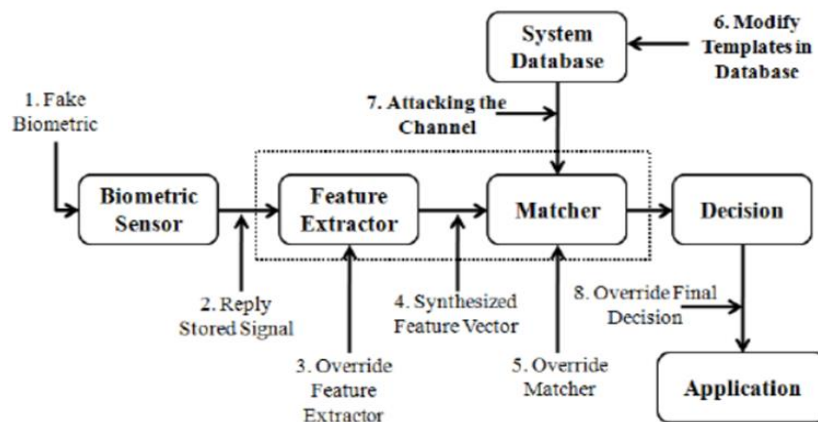 System
Database
6. Modify
Templates in
Database
1. Fake
Biometric
7. Attacking the
Channel
Biometric
Sensor
Feature
Extractor
Matcher
Decision
2. Reply
Stored Signal
4. Synthesized
Feature Vector
8. Override Final
Decision
3. Override
Feature
Extractor
5. Override
Matcher
Application